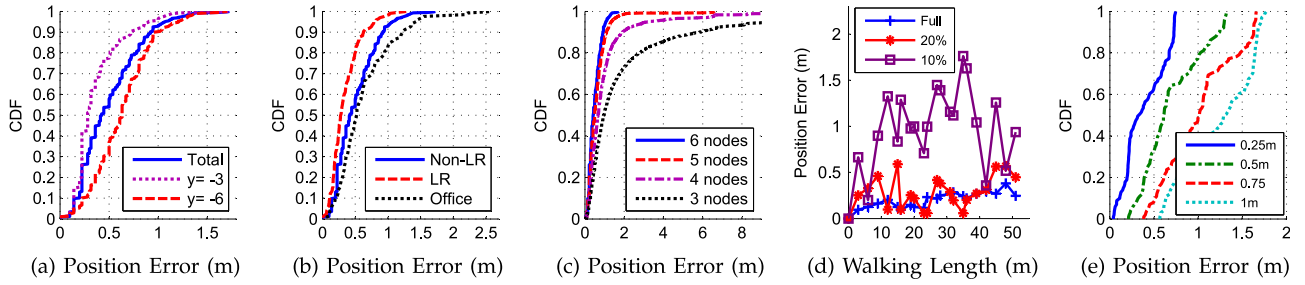 CDF
1
0.9
0.8
0.7
0.6
0.5
0.4
0.3
0.2
0.1
0
0 0.5 1 1.5
Total
y= -3
y= -6
(a) Position Error (m)
1
0.9
0.8
0.7
0.6
0.5
0.4
0.3
0.2
0.1
0
0 0.5 1 1.5 2 2.5
Non-LR
LR
Office
(b) Position Error (m)
CDF
1
0.8
0.6
0.4
0.2
0
0 2 4 6 8
6 nodes
5 nodes
4 nodes
3 nodes
(c) Position Error (m)
Position Error (m)
2
1.5
1
0.5
0
0 10 20 30 40 50
Full
20%
10%
(d) Walking Length (m)
CDF
1
0.8
0.6
0.4
0.2
0
0 0.5 1 1.5 2
0.25m
0.5m
0.75
1m
(e) Position Error (m)